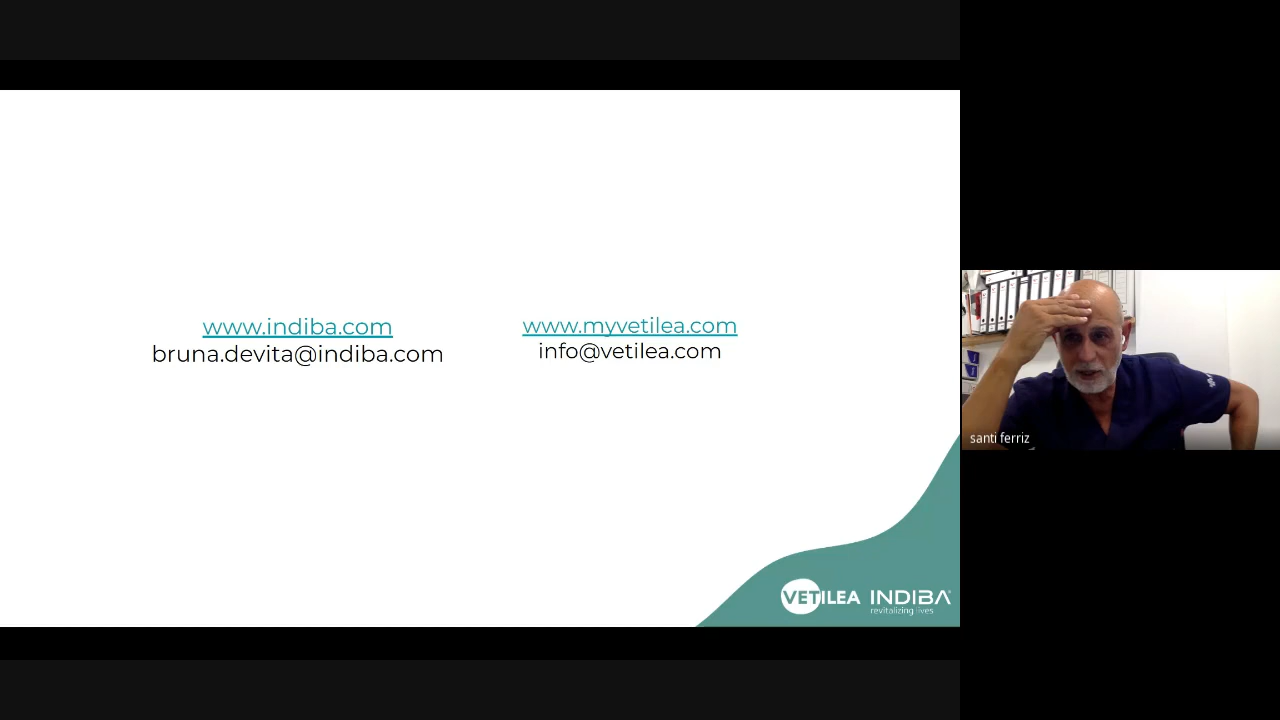 www.indiba.com
bruna.devita@indiba.com
www.myvetilea.com
info@vetilea.com
santi ferriz
VETILEA INDIBA®
revitalizing lives